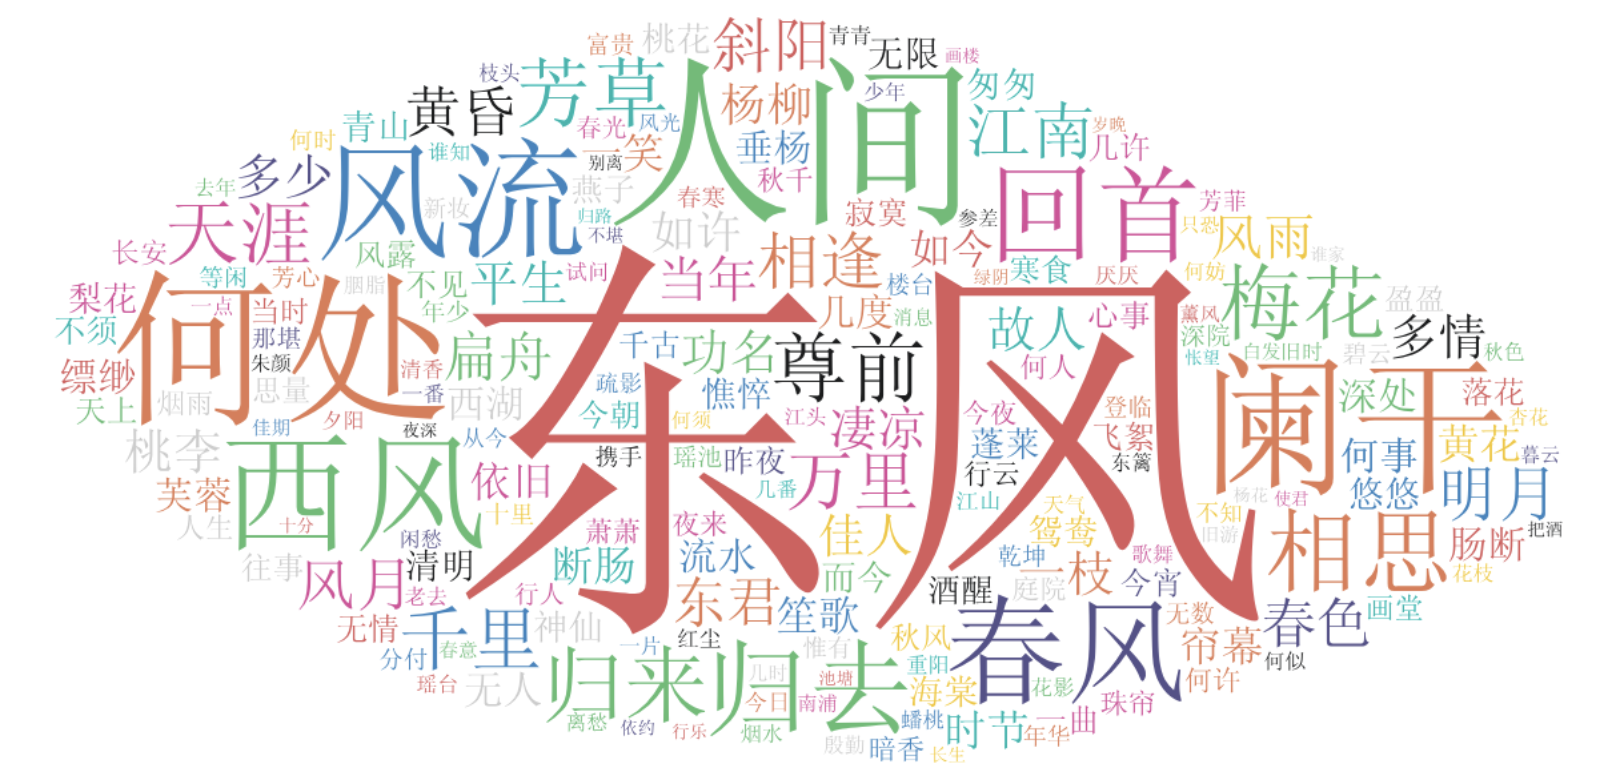 斜阳
青青
桃花
富贵
无限
画楼
枝头
芳草
人间
杨柳
少年
匆匆
黄昏
青山
春光
风光
垂杨
江南
岁晚
何时
谁知
一笑
别离
几许
多少
风流
燕子
秋千
回首
去年
新妆
春寒
归路
如许
寂寞
参差
芳菲
天涯
不堪
如今
只恐
风雨
长安
风露
相逢
谁家
等闲
芳心
不见
平生
试问
当年
楼台
绿阴
寒食
厌厌
何妨
梅花
梨花
何处
胭脂
一点
当时
年少
东风
几度
消息
故人
心事
薰风
盈盈
不须
那堪
扁舟
千古
功名
尊前
深院
多情
朱颜
怅望
白发旧时
碧云
秋色
缥缈
清香
疏影
憔悴
何人
阑干
天上
烟雨
思量
一番
西湖
今朝
何须
江头
凄凉
今夜
登临
深处
落花
杏花
佳期
夕阳
夜深
从今
飞絮
桃李
西风
携手
瑶池
昨夜
蓬莱
东篱
何事
黄花
暮云
芙蓉
依旧
几番
万里
行云
江山
杨花
使君
悠悠
明月
人生
十分
十里
天气
不知
旧游
把酒
闲愁
萧萧
夜来
佳人
鸳鸯
歌舞
相思
肠断
往事
清明
断肠
流水
而今
乾坤
一枝
今宵
花枝
风月
老去
行人
东君
笙歌
酒醒
庭院
春色
画堂
无情
千里
神仙
红尘
秋风
春风
无数
分付
春意
一片
惟有
重阳
帘幕
何似
瑶台
无人
归来
归去
几时
池塘
海棠
花影
何许
今日
南浦
珠帘
离愁
依约
行乐
烟水
蟠桃
时节
一曲
殷勤
暗香
年华
长生